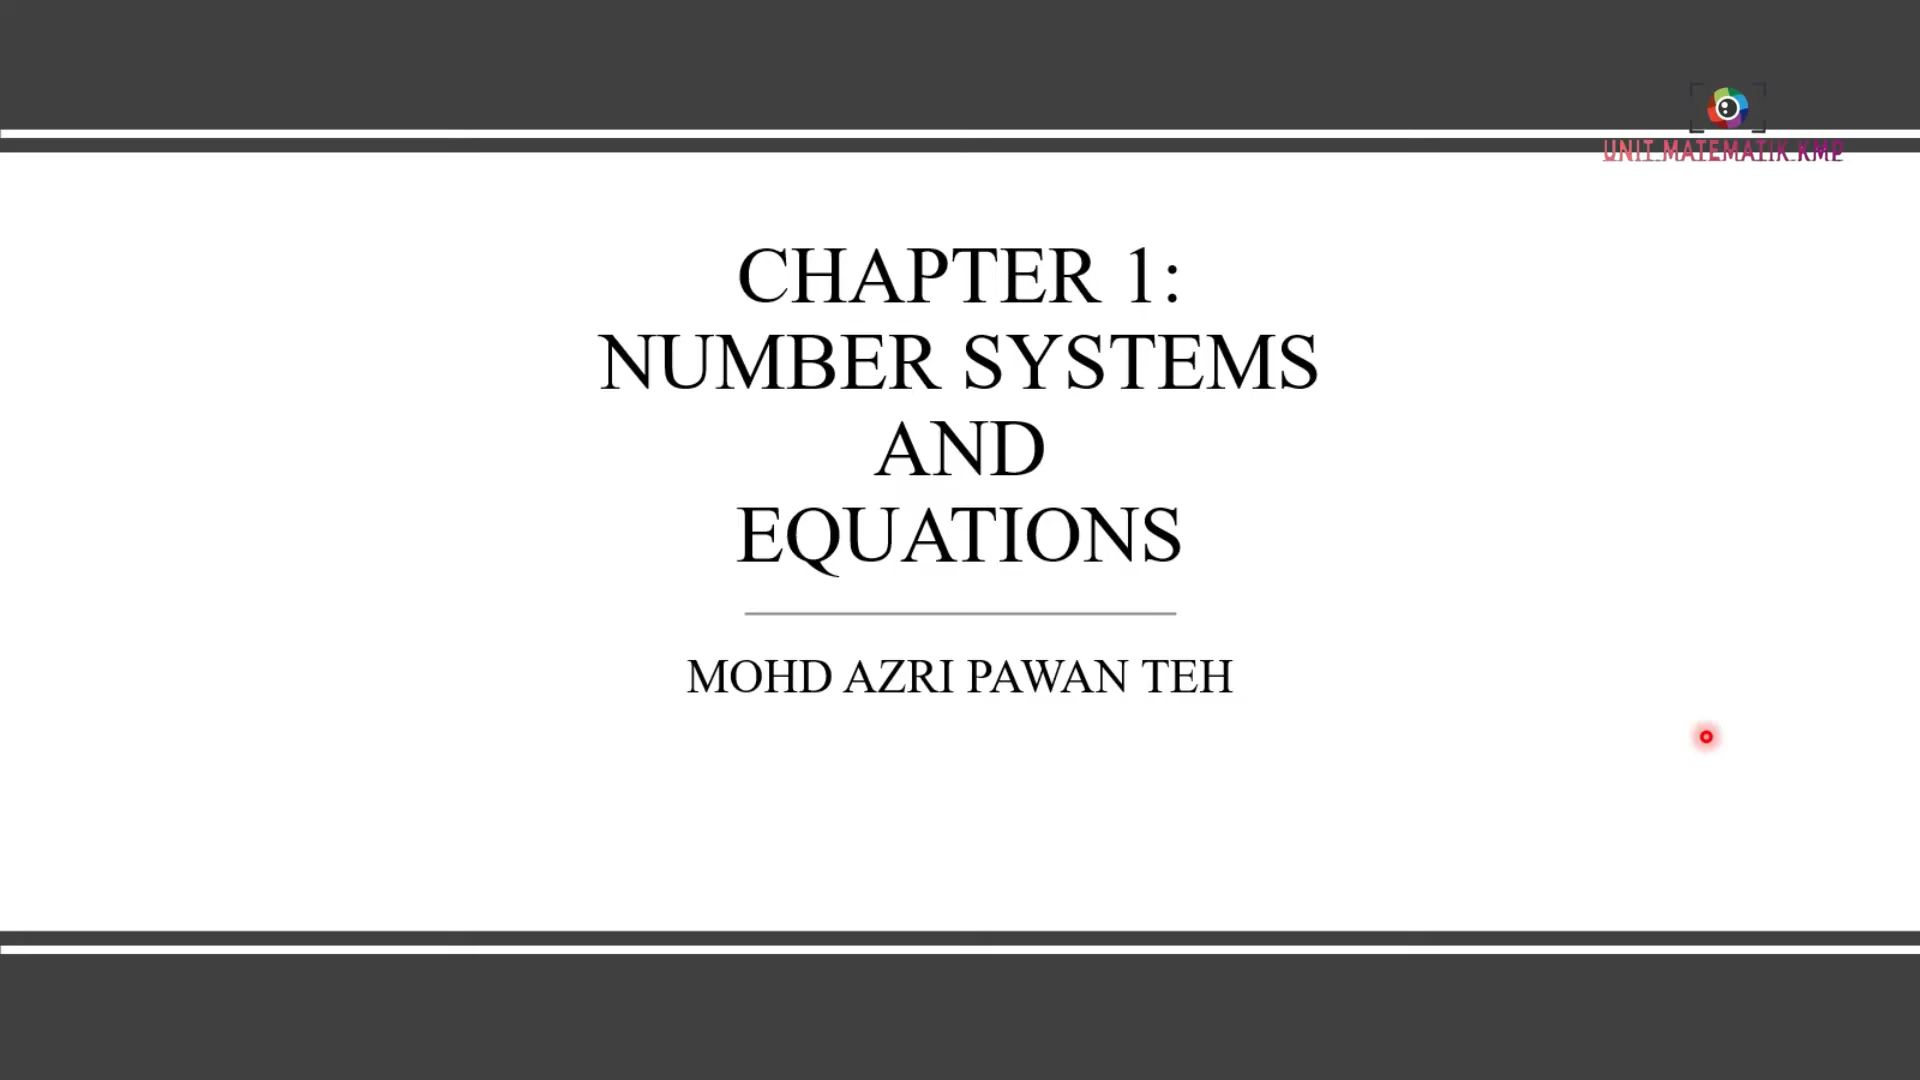 UNIT.MATEMATIK.KMP
CHAPTER 1:
NUMBER SYSTEMS
AND
EQUATIONS
MOHD AZRI PAWAN TEH